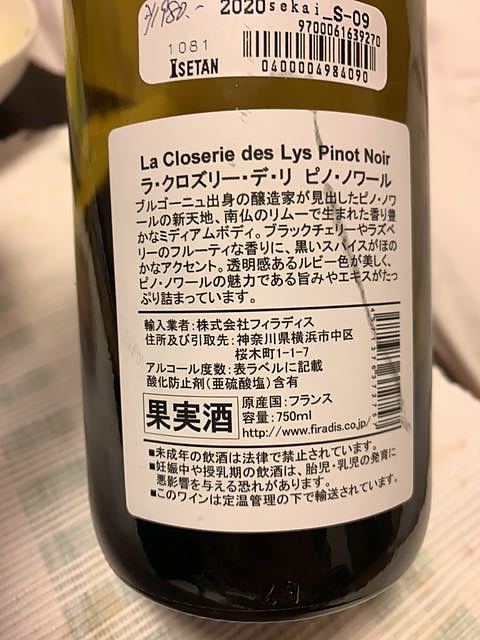 2020sekai_S-09
9700061639270
1081
ISETAN
0400004984090
La Closerie des Lys Pinot Noir
ラ・クロズリー・デ・リ ピノ・ノワール
ブルゴーニュ出身の醸造家が見出したピノ・ノワ
ールの新天地、南仏のリムーで生まれた香り豊
かなミディアムボディ。ブラックチェリーやラズベ
リーのフルーティな香りに、黒いスパイスがほの
かなアクセント。透明感あるルビー色が美しく、
ピノ・ノワールの魅力である旨みやエキスがたっ
ぷり詰まっています。
輸入業者:株式会社フィラディス
住所及び引取先:神奈川県横浜市中区
桜木町1-1-7
アルコール度数:表ラベルに記載
酸化防止剤(亜硫酸塩)含有
果実酒
原産国:フランス
容量:750ml
http://www.firadis.co.jp/
■未成年の飲酒は法律で禁止されています。
■妊娠中や授乳期の飲酒は、胎児・乳児の発育に
悪影響を与える恐れがあります。
■このワインは定温管理の下で輸送されています。